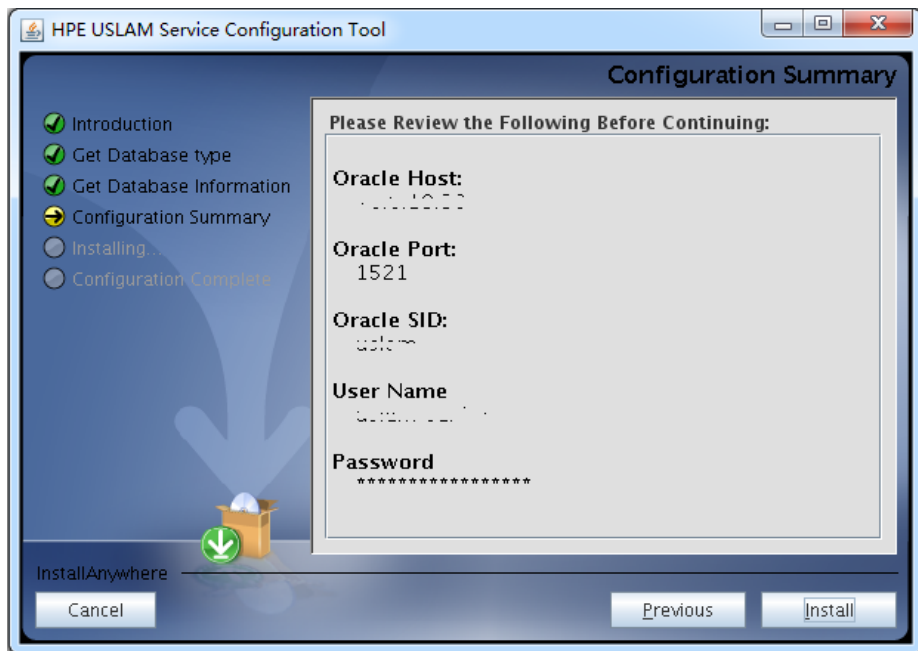 HPE USLAM Service Configuration Tool
Configuration Summary
Introduction
Get Database type
Get Database Information
Configuration Summary
Installing...
Configuration Complete
Please Review the Following Before Continuing:
Oracle Host:
Oracle Port:
1521
Oracle SID:
User Name
Password
*****************
InstallAnywhere
Cancel
Previous
Install